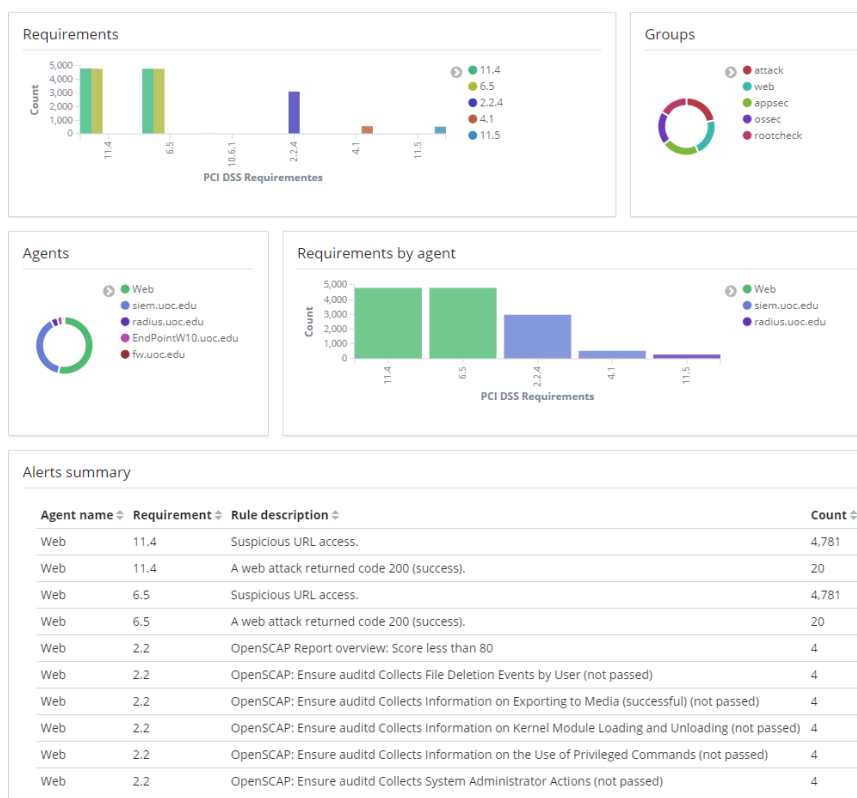 Requirements
5,000
4,000
3,000
2,000
1,000
0
Count
11.4
6.5
10.6.1
2.2.4
4.1
11.5
PCI DSS Requirementes
11.4
6.5
2.2.4
4.1
11.5
Groups
attack
web
appsec
ossec
rootcheck
Agents
Web
siem.uoc.edu
radius.uoc.edu
EndPointW10.uoc.edu
fw.uoc.edu
Requirements by agent
5,000
4,000
3,000
2,000
1,000
0
Count
11.4
6.5
2.2.4
4.1
11.5
PCI DSS Requirements
Web
siem.uoc.edu
radius.uoc.edu
Alerts summary
Agent name Requirement Rule description Count
Web 11.4 Suspicious URL access. 4,781
Web 11.4 A web attack returned code 200 (success). 20
Web 6.5 Suspicious URL access. 4,781
Web 6.5 A web attack returned code 200 (success). 20
Web 2.2 OpenSCAP Report overview: Score less than 80 4
Web 2.2 OpenSCAP: Ensure auditd Collects File Deletion Events by User (not passed) 4
Web 2.2 OpenSCAP: Ensure auditd Collects Information on Exporting to Media (successful) (not passed) 4
Web 2.2 OpenSCAP: Ensure auditd Collects Information on Kernel Module Loading and Unloading (not passed) 4
Web 2.2 OpenSCAP: Ensure auditd Collects Information on the Use of Privileged Commands (not passed) 4
Web 2.2 OpenSCAP: Ensure auditd Collects System Administrator Actions (not passed) 4